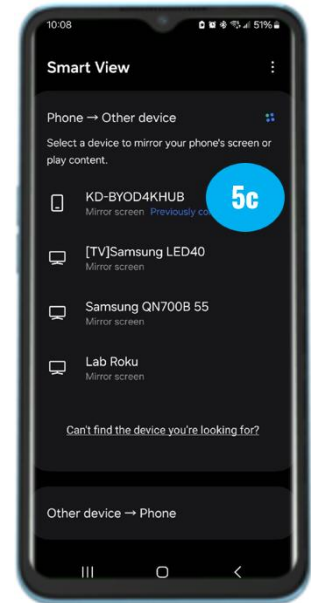 10:08
51%
Smart View
Phone → Other device
Select a device to mirror your phone's screen or
play content.
KD-BYOD4KHUB
Mirror screen Previously
5c
[TV]Samsung LED40
Mirror screen
Samsung QN700B 55
Mirror screen
Lab Roku
Mirror screen
Can't find the device you're looking for?
Other device → Phone